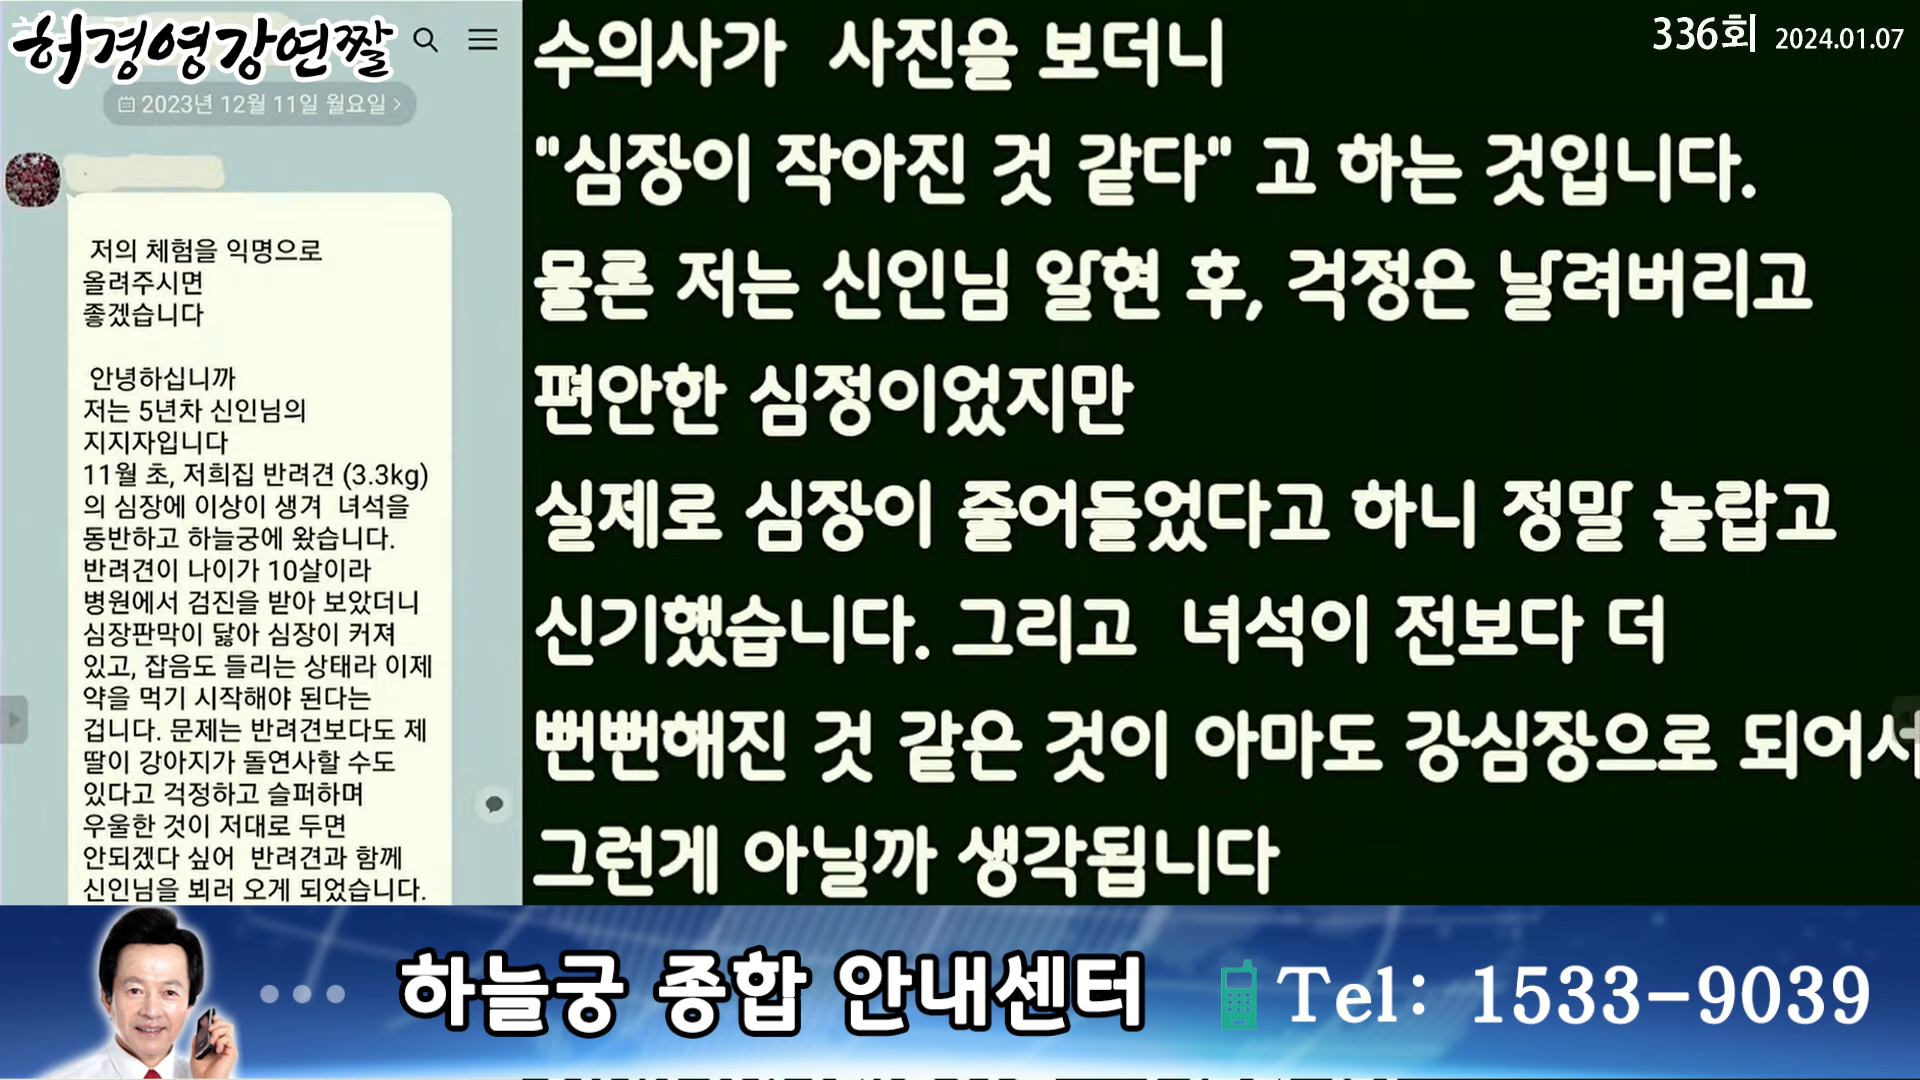 허경영강연짤
2023년 12월 11일 월요일 >
저의 체험을 익명으로
올려주시면
좋겠습니다
안녕하십니까
저는 5년차 신인님의
지지자입니다
11월 초, 저희집 반려견 (3.3kg)
의 심장에 이상이 생겨 녀석을
동반하고 하늘궁에 왔습니다.
반려견이 나이가 10살이라
병원에서 검진을 받아 보았더니
심장판막이 닳아 심장이 커져
있고, 잡음도 들리는 상태라 이제
약을 먹기 시작해야 된다는
겁니다. 문제는 반려견보다도 제
딸이 강아지가 돌연사할 수도
있다고 걱정하고 슬퍼하며
우울한 것이 저대로 두면
안되겠다 싶어 반려견과 함께
신인님을 뵈러 오게 되었습니다.
336회 2024.01.07
수의사가 사진을 보더니
"심장이 작아진 것 같다" 고 하는 것입니다.
물론 저는 신인님 알현 후, 걱정은 날려버리고
편안한 심정이었지만
실제로 심장이 줄어들었다고 하니 정말 놀랍고
신기했습니다. 그리고 녀석이 전보다 더
뻔뻔해진 것 같은 것이 아마도 강심장으로 되어서
그런게 아닐까 생각됩니다
하늘궁 종합 안내센터
Tel: 1533-9039